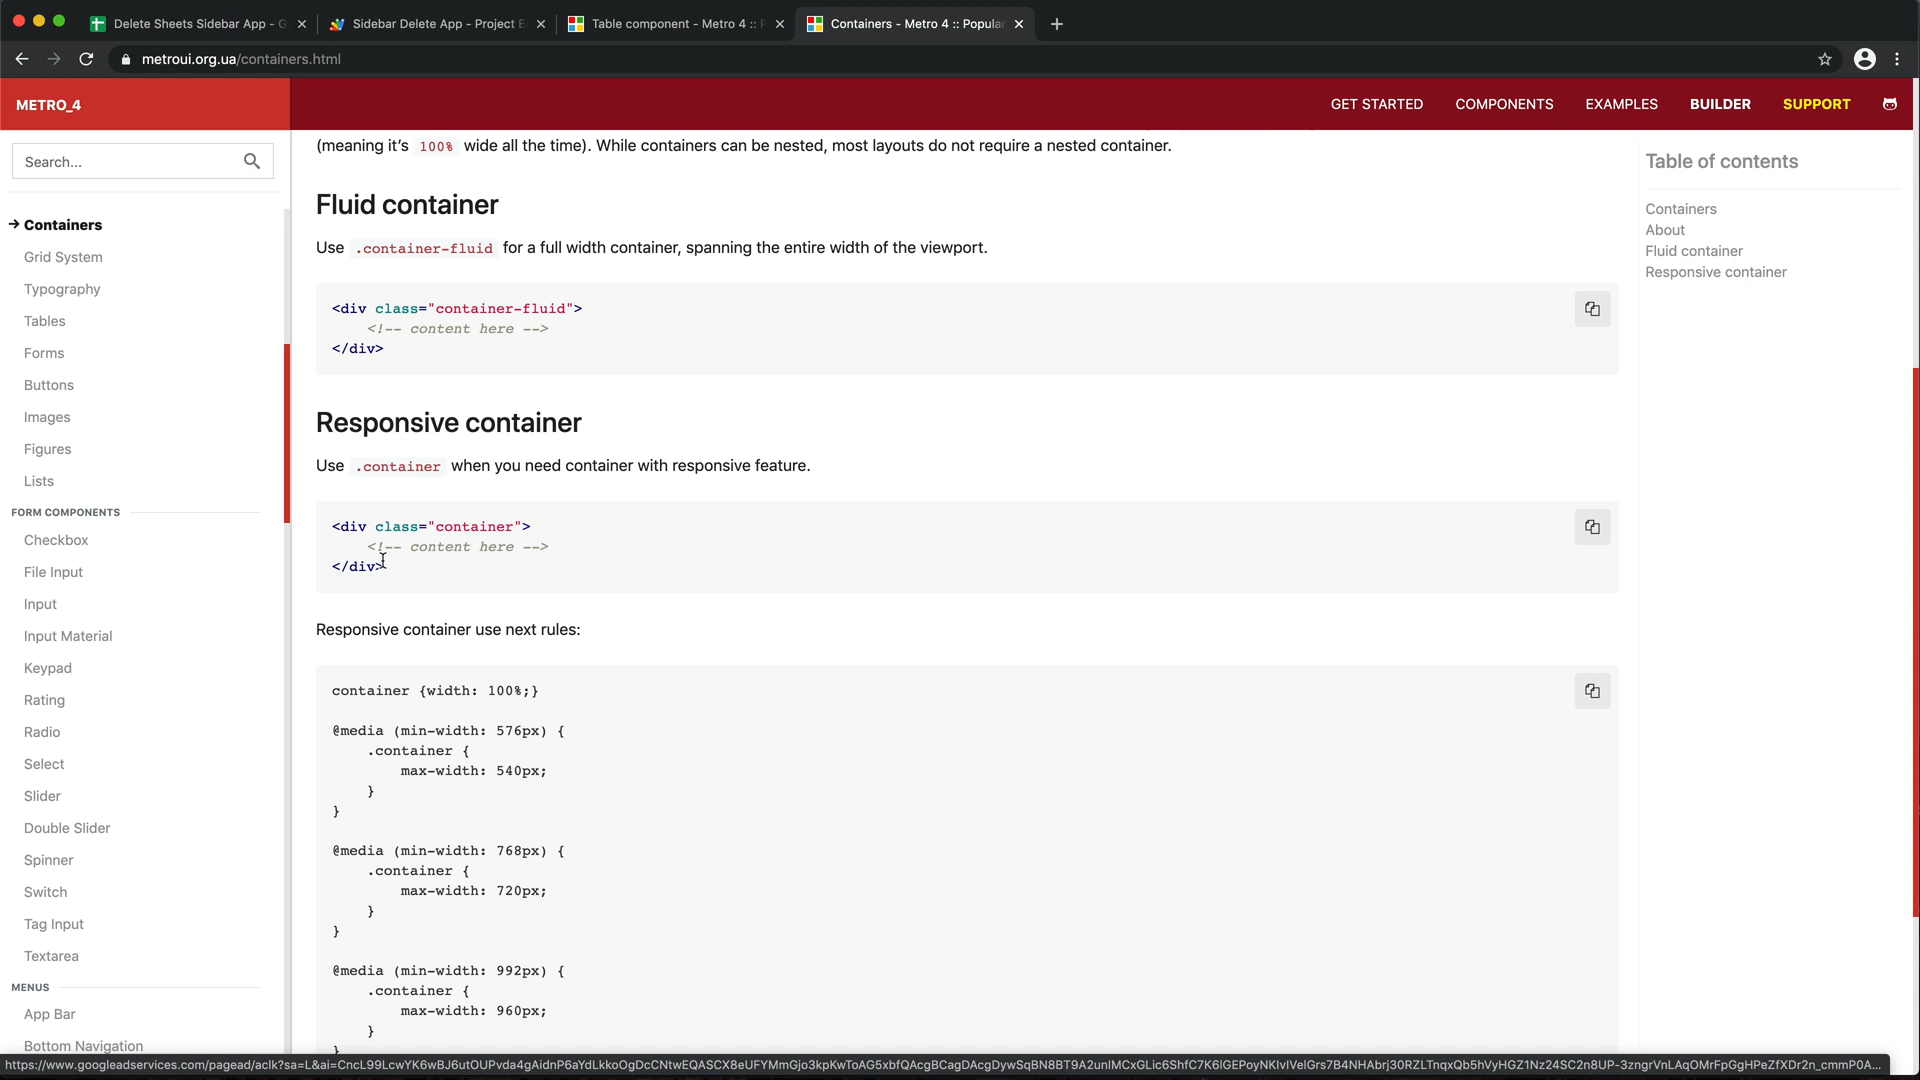 Delete Sheets Sidebar App - G
Sidebar Delete App - Project E
Table component - Metro 4 :: P
Containers - Metro 4 :: Popular
metroui.org.ua/containers.html
METRO_4
GET STARTED
COMPONENTS
EXAMPLES
BUILDER
SUPPORT
Search...
Containers
Grid System
Typography
Tables
Forms
Buttons
Images
Figures
Lists
FORM COMPONENTS
Checkbox
File Input
Input
Input Material
Keypad
Rating
Radio
Select
Slider
Double Slider
Spinner
Switch
Tag Input
Textarea
MENUS
App Bar
Bottom Navigation
(meaning it's 100% wide all the time). While containers can be nested, most layouts do not require a nested container.
Fluid container
Use .container-fluid for a full width container, spanning the entire width of the viewport.
<div class="container-fluid">
<!-- content here -->
</div>
Responsive container
Use .container when you need container with responsive feature.
<div class="container">
<!-- content here -->
</div>
Responsive container use next rules:
container {width: 100%;}
@media (min-width: 576px) {
.container {
max-width: 540px;
}
}
@media (min-width: 768px) {
.container {
max-width: 720px;
}
}
@media (min-width: 992px) {
.container {
max-width: 960px;
}
}
Table of contents
Containers
About
Fluid container
Responsive container